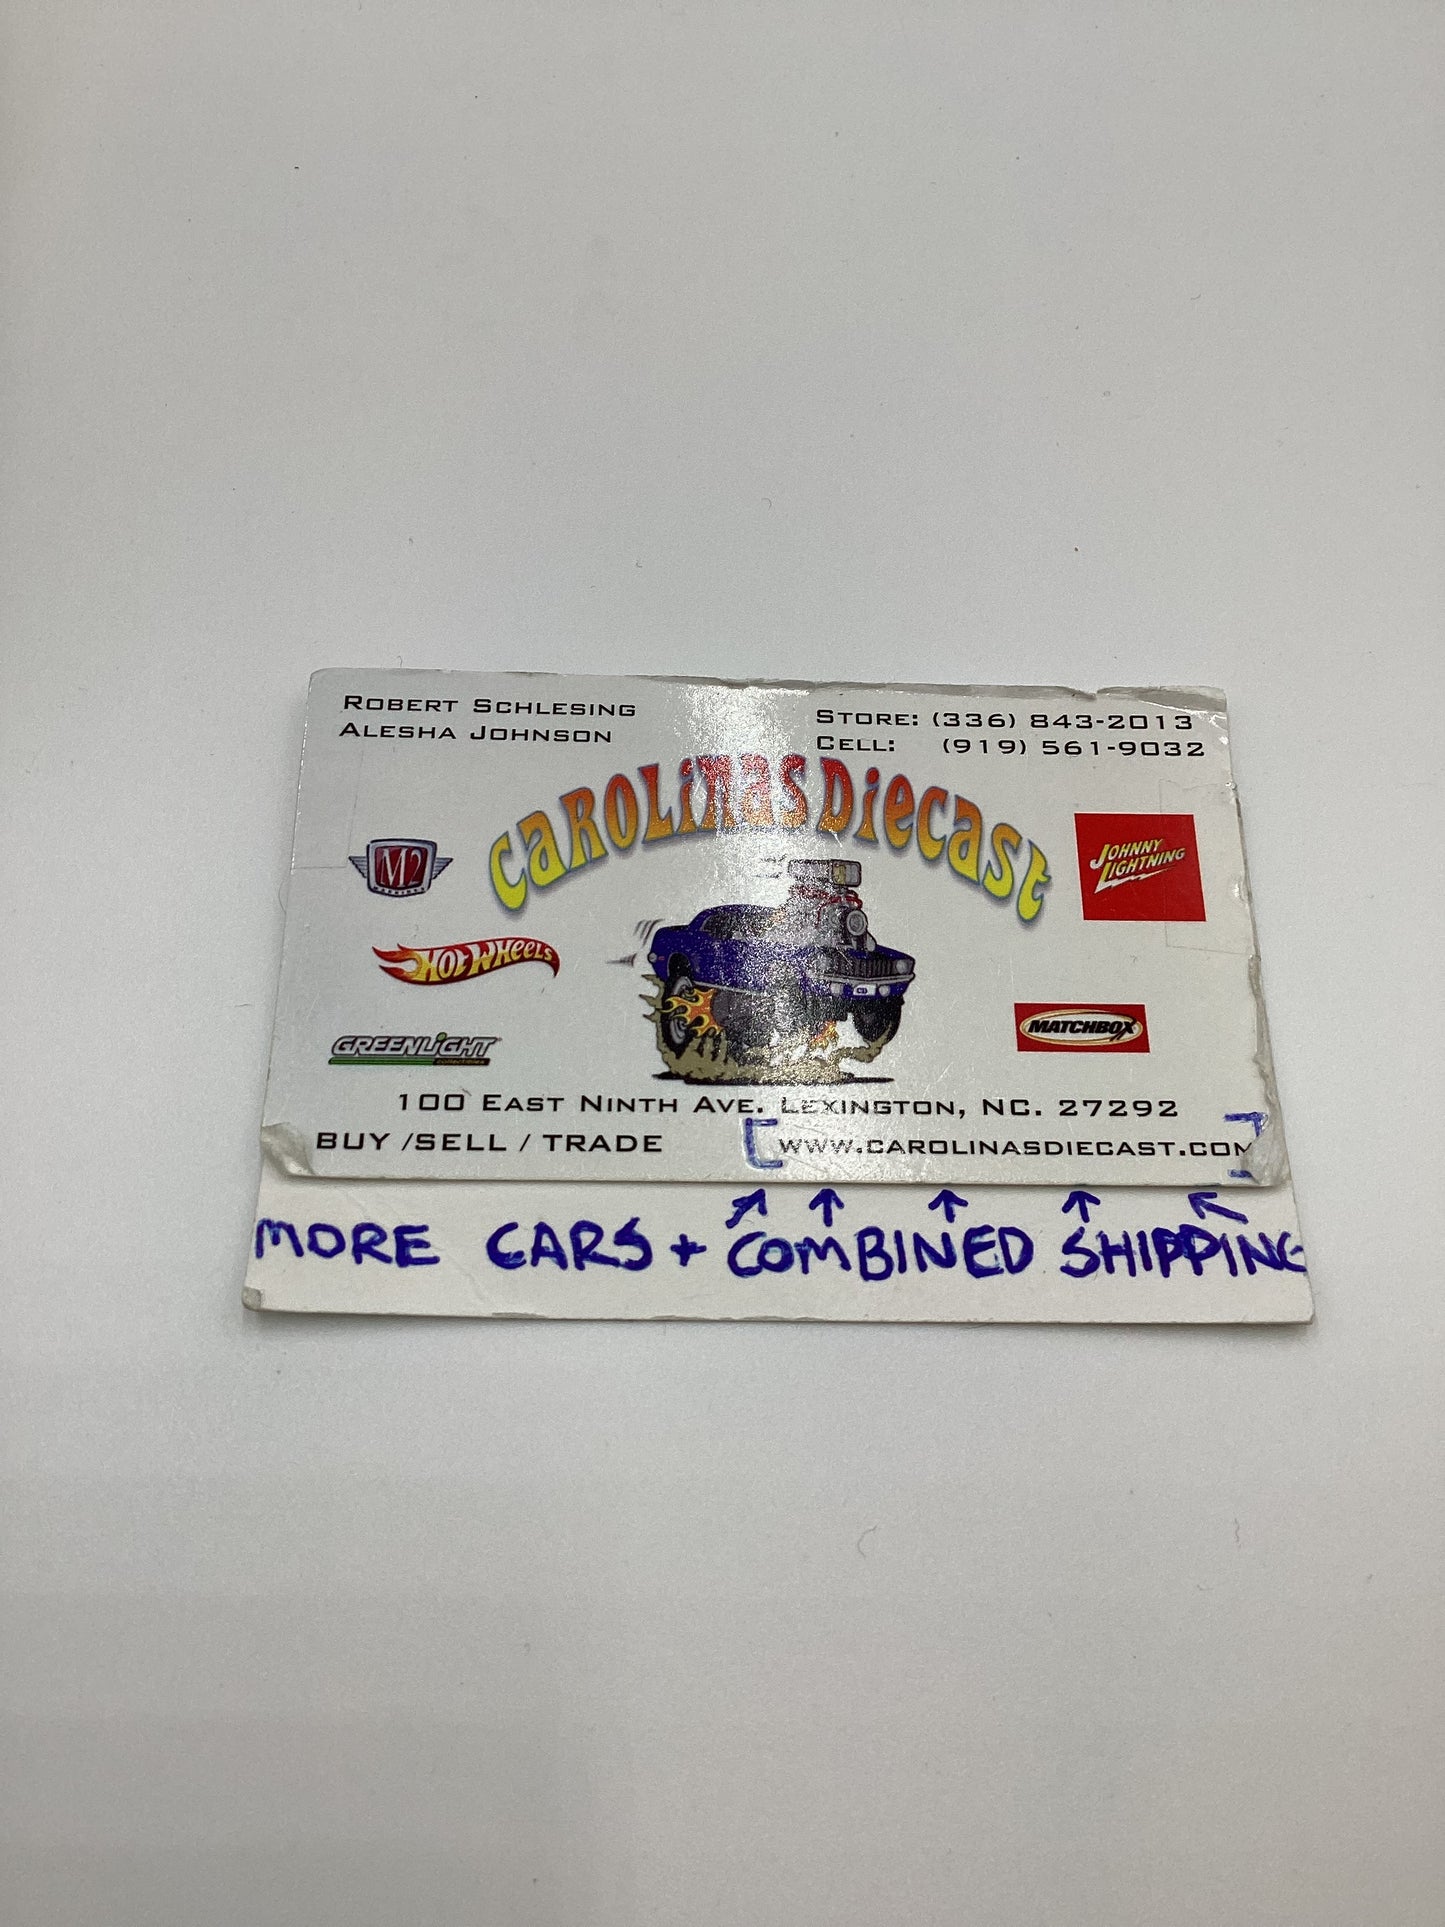 ROBERT SCHLESING
ALESHA JOHNSON
STORE: (336) 843-2013
CELL: (919) 561-9032
CAROLINAS DIECAST
M2
MACHINES
JOHNNY
LIGHTNING
HOT WHEELS
GREENLIGHT
MATCHBOX
100 EAST NINTH AVE. LEXINGTON, NC. 27292
BUY /SELL / TRADE
[WWW.CAROLINASDIECAST.COM]
MORE CARS + COMBINED SHIPPING